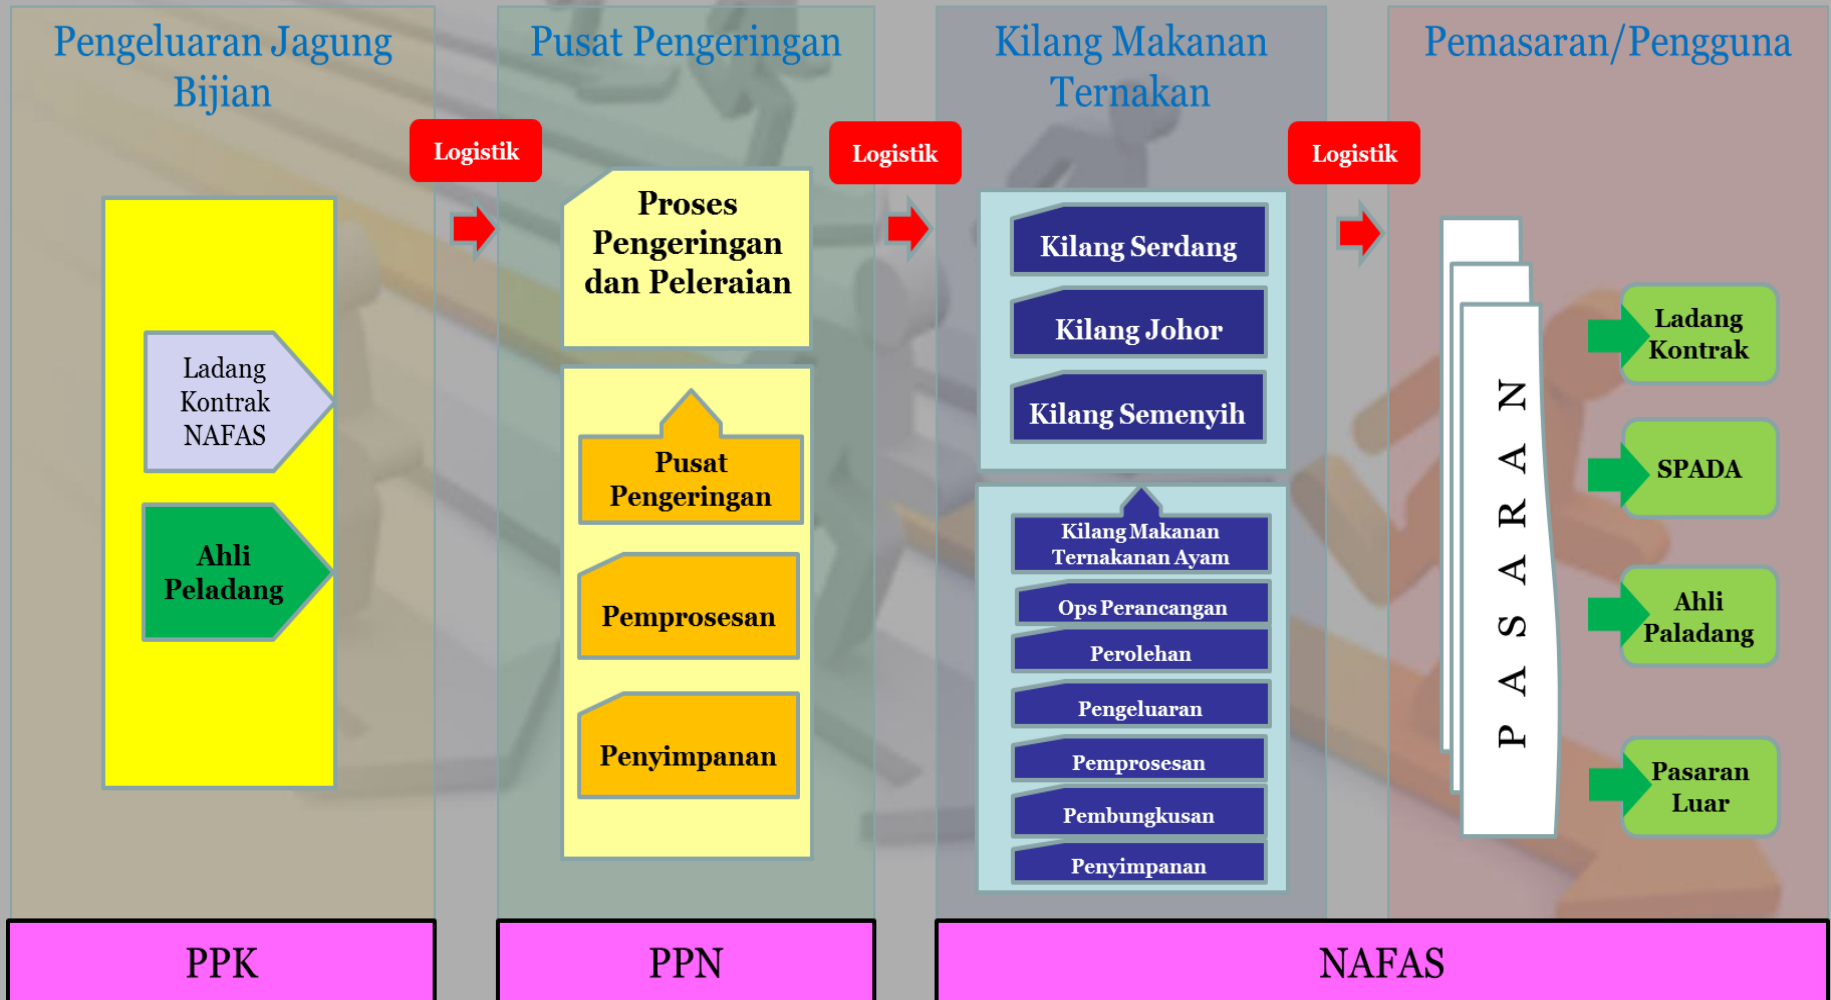 Pengeluaran Jagung
Bijian
Logistik
Ladang
Kontrak
NAFAS
Ahli
Peladang
PPK
Pusat Pengeringan
Logistik
Proses
Pengeringan
dan Peleraian
Pusat
Pengeringan
Pemprosesan
Penyimpanan
PPN
Kilang Makanan
Ternakan
Logistik
Kilang Serdang
Kilang Johor
Kilang Semenyih
Kilang Makanan
Ternakanan Ayam
Ops Perancangan
Perolehan
Pengeluaran
Pemprosesan
Pembungkusan
Penyimpanan
Pemasaran/Pengguna
PASARAN
Ladang
Kontrak
SPADA
Ahli
Paladang
Pasaran
Luar
NAFAS